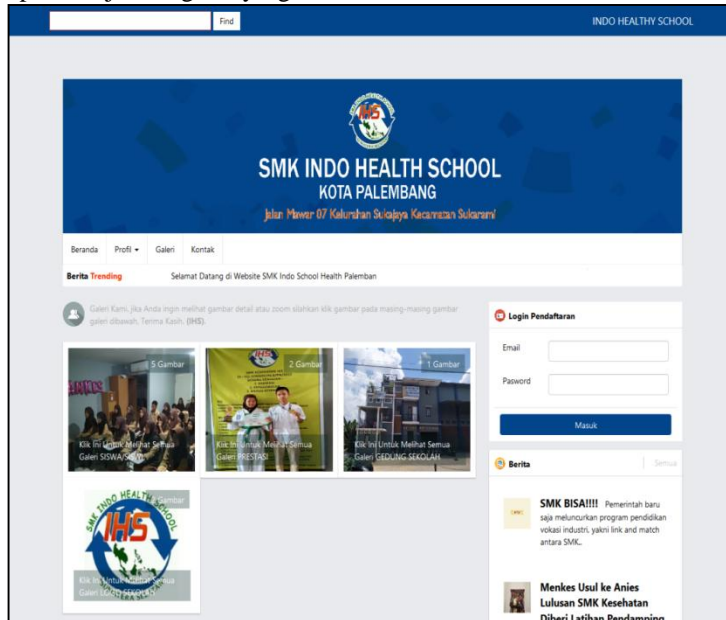 Find
INDO HEALTHY SCHOOL
IHS
SMK INDO HEALTH SCHOOL
KOTA PALEMBANG
Jalan Mawar 07 Kelurahan Sukajaya Kecamatan Sukarami
Beranda Profil Galeri Kontak
Berita Trending Selamat Datang di Website SMK Indo School Health Palemban
Galeri Kami, jika Anda ingin melihat gambar detail atau zoom silahkan klik gambar pada masing-masing gambar
galeri dibawah. Terima Kasih. (IHS).
5 Gambar
Klik Ini Untuk Melihat Semua
2 Gambar
IHS
Klik Ini Untuk Melihat Semua
Galeri PRESTASI
1 Gambar
Klik Ini Untuk Melihat Semua
Galeri GEDUNG SEKOLAH
Gambar
SMK INDO HEALTH SCHOOL
IHS
Klik Ini Untuk Melihat Semua
Galeri LOGO SEKOLAH
Login Pendaftaran
Email
Pasword
Masuk
Berita Semua
SMK BISA!!!! Pemerintah baru
saja meluncurkan program pendidikan
vokasi industri, yakni link and match
antara SMK..
Menkes Usul ke Anies
Lulusan SMK Kesehatan
Diberi Latihan Pendamping